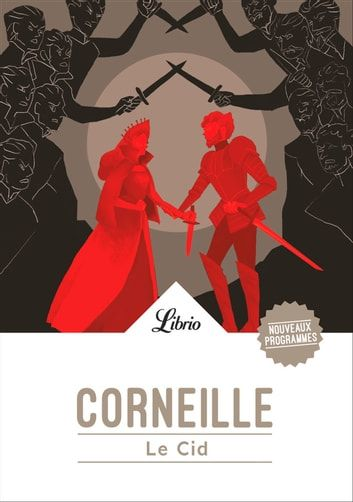 Librio
NOUVEAUX
PROGRAMMES
CORNEILLE
Le Cid